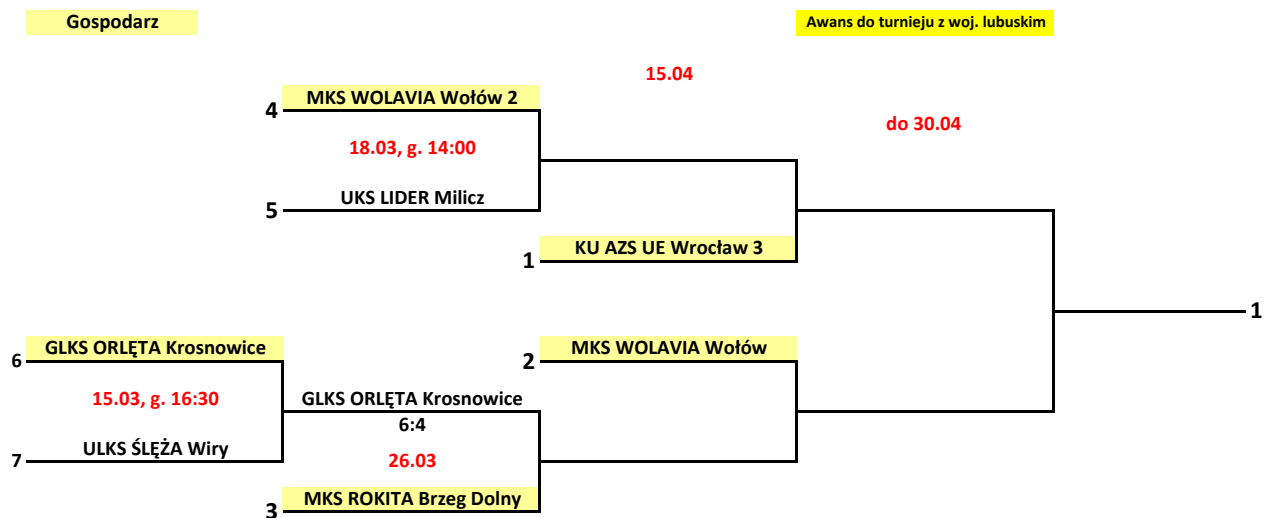 Gospodarz
Awans do turnieju z woj. lubuskim
15.04
4 MKS WOLAVIA Wołów 2
do 30.04
18.03, g. 14:00
5 UKS LIDER Milicz
1 KU AZS UE Wrocław 3
1
6 GLKS ORLĘTA Krosnowice
2 MKS WOLAVIA Wołów
15.03, g. 16:30
GLKS ORLĘTA Krosnowice
6:4
7 ULKS ŚLĘŻA Wiry
26.03
3 MKS ROKITA Brzeg Dolny